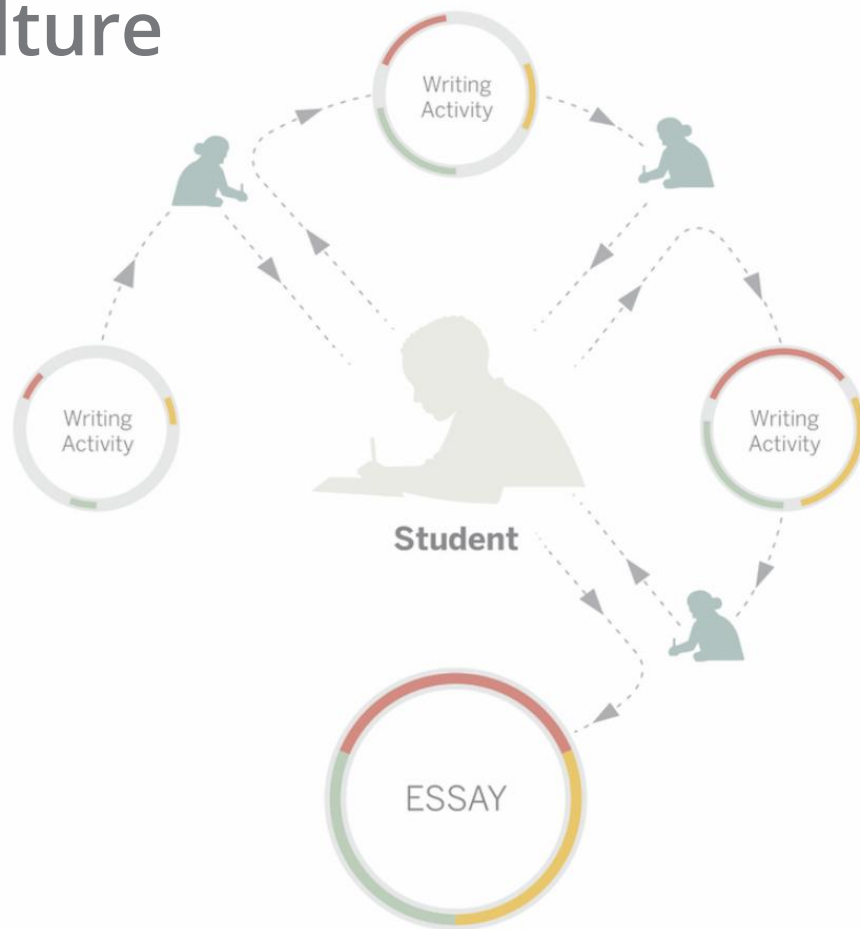 lture
Writing
Activity
Writing
Activity
Writing
Activity
Student
ESSAY